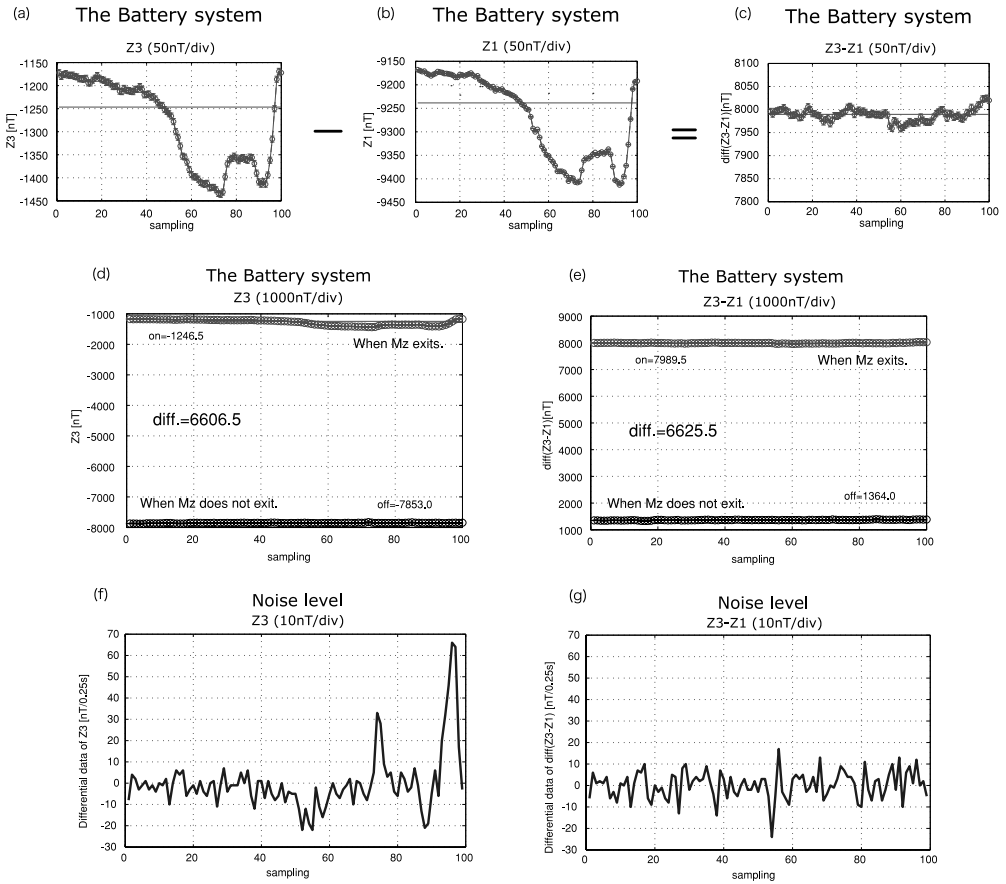 (a)
The Battery system
Z3 (50nT/div)
-1150
-1200
-1250
-1300
-1350
-1400
-1450
Z3 [nT]
0 20 40 60 80 100
sampling
(b)
The Battery system
Z1 (50nT/div)
-9150
-9200
-9250
-9300
-9350
-9400
-9450
Z1 [nT]
0 20 40 60 80 100
sampling
(c)
The Battery system
Z3-Z1 (50nT/div)
8100
8050
8000
7950
7900
7850
7800
diff(Z3-Z1)[nT]
0 20 40 60 80 100
sampling
(d)
The Battery system
Z3 (1000nT/div)
-1000
-2000
-3000
-4000
-5000
-6000
-7000
-8000
Z3 [nT]
on=-1246.5
When Mz exits.
diff.=6606.5
When Mz does not exit.
off=-7853.0
0 20 40 60 80 100
sampling
(e)
The Battery system
Z3-Z1 (1000nT/div)
9000
8000
7000
6000
5000
4000
3000
2000
1000
diff(Z3-Z1)[nT]
on=7989.5
When Mz exits.
diff.=6625.5
When Mz does not exit.
off=1364.0
0 20 40 60 80 100
sampling
(f)
Noise level
Z3 (10nT/div)
70
60
50
40
30
20
10
0
-10
-20
-30
Differential data of Z3 [nT/0.25s]
0 20 40 60 80 100
sampling
(g)
Noise level
Z3-Z1 (10nT/div)
70
60
50
40
30
20
10
0
-10
-20
-30
Differential data of diff(Z3-Z1) [nT/0.25s]
0 20 40 60 80 100
sampling